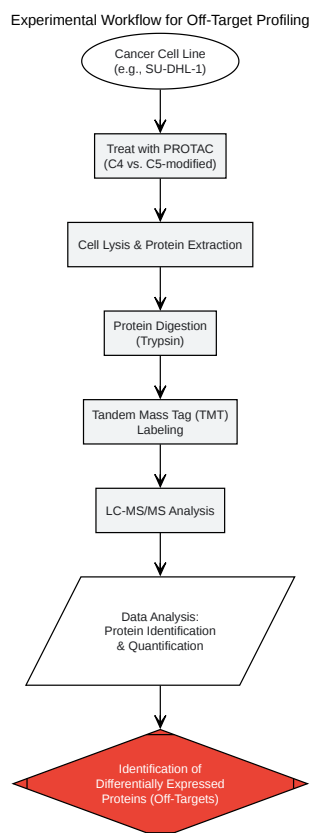 Experimental Workflow for Off-Target Profiling
Cancer Cell Line
(e.g., SU-DHL-1)
Treat with PROTAC
(C4 vs. C5-modified)
Cell Lysis & Protein Extraction
Protein Digestion
(Trypsin)
Tandem Mass Tag (TMT)
Labeling
LC-MS/MS Analysis
Data Analysis:
Protein Identification
& Quantification
Identification of
Differentially Expressed
Proteins (Off-Targets)